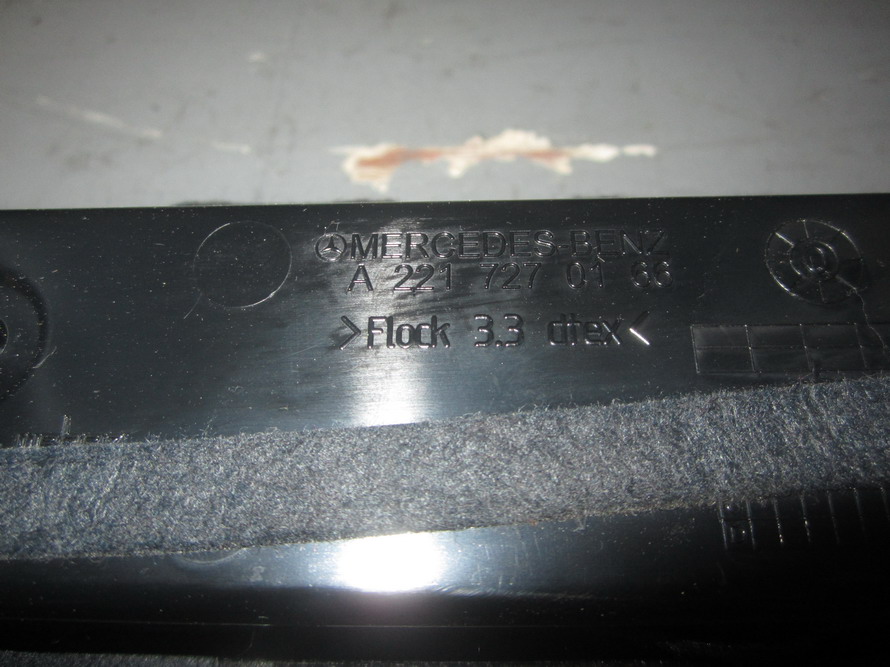 MERCEDES-BENZ
A 221 727 01 66
>Flock 3.3 dtex<